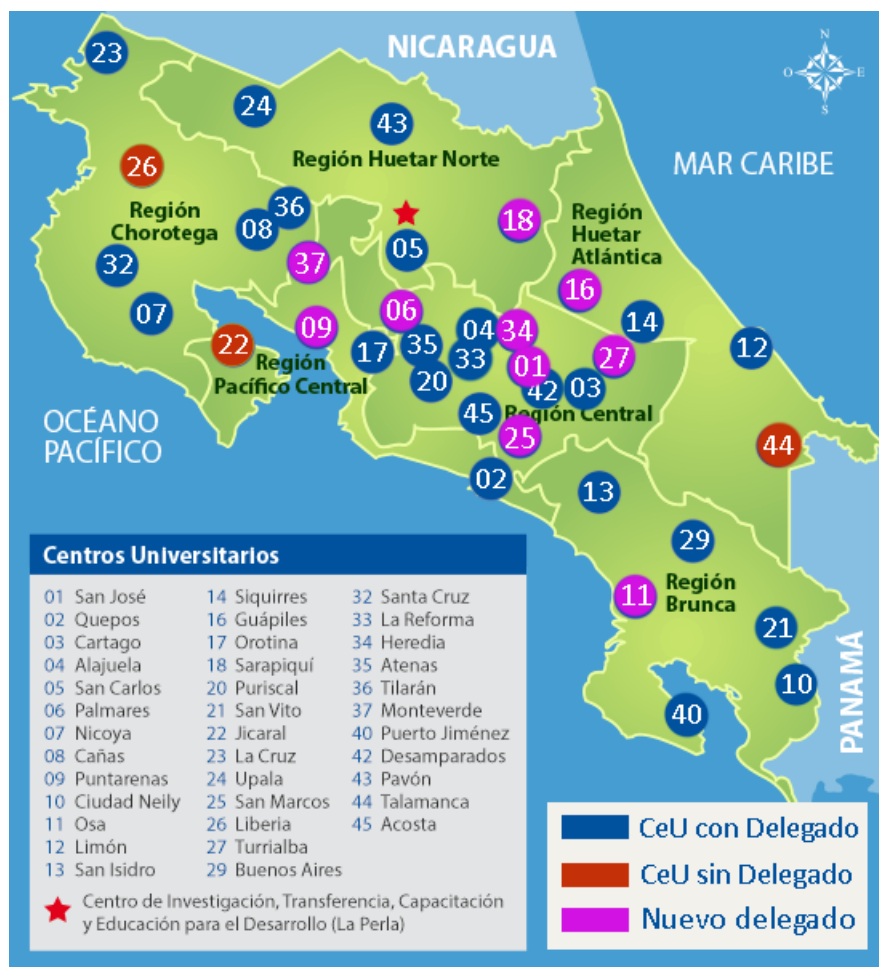 NICARAGUA
N
O E
S
23
24
43
Región Huetar Norte
MAR CARIBE
26
Región
Chorotega
36
08
18
Región
Huetar
Atlántica
05
32
37
16
07
06
09
04
34
14
22
17
35
33
01
27
12
Región
Pacífico Central
20
42
03
OCÉANO
PACÍFICO
45
Región Central
25
44
02
13
29
11
Región
Brunca
21
10
40
PANAMÁ
Centros Universitarios
01 San José
02 Quepos
03 Cartago
04 Alajuela
05 San Carlos
06 Palmares
07 Nicoya
08 Cañas
09 Puntarenas
10 Ciudad Neily
11 Osa
12 Limón
13 San Isidro
14 Siquirres
16 Guápiles
17 Orotina
18 Sarapiquí
20 Puriscal
21 San Vito
22 Jicaral
23 La Cruz
24 Upala
25 San Marcos
26 Liberia
27 Turrialba
29 Buenos Aires
32 Santa Cruz
33 La Reforma
34 Heredia
35 Atenas
36 Tilarán
37 Monteverde
40 Puerto Jiménez
42 Desamparados
43 Pavón
44 Talamanca
45 Acosta
Centro de Investigación, Transferencia, Capacitación
y Educación para el Desarrollo (La Perla)
CeU con Delegado
CeU sin Delegado
Nuevo delegado